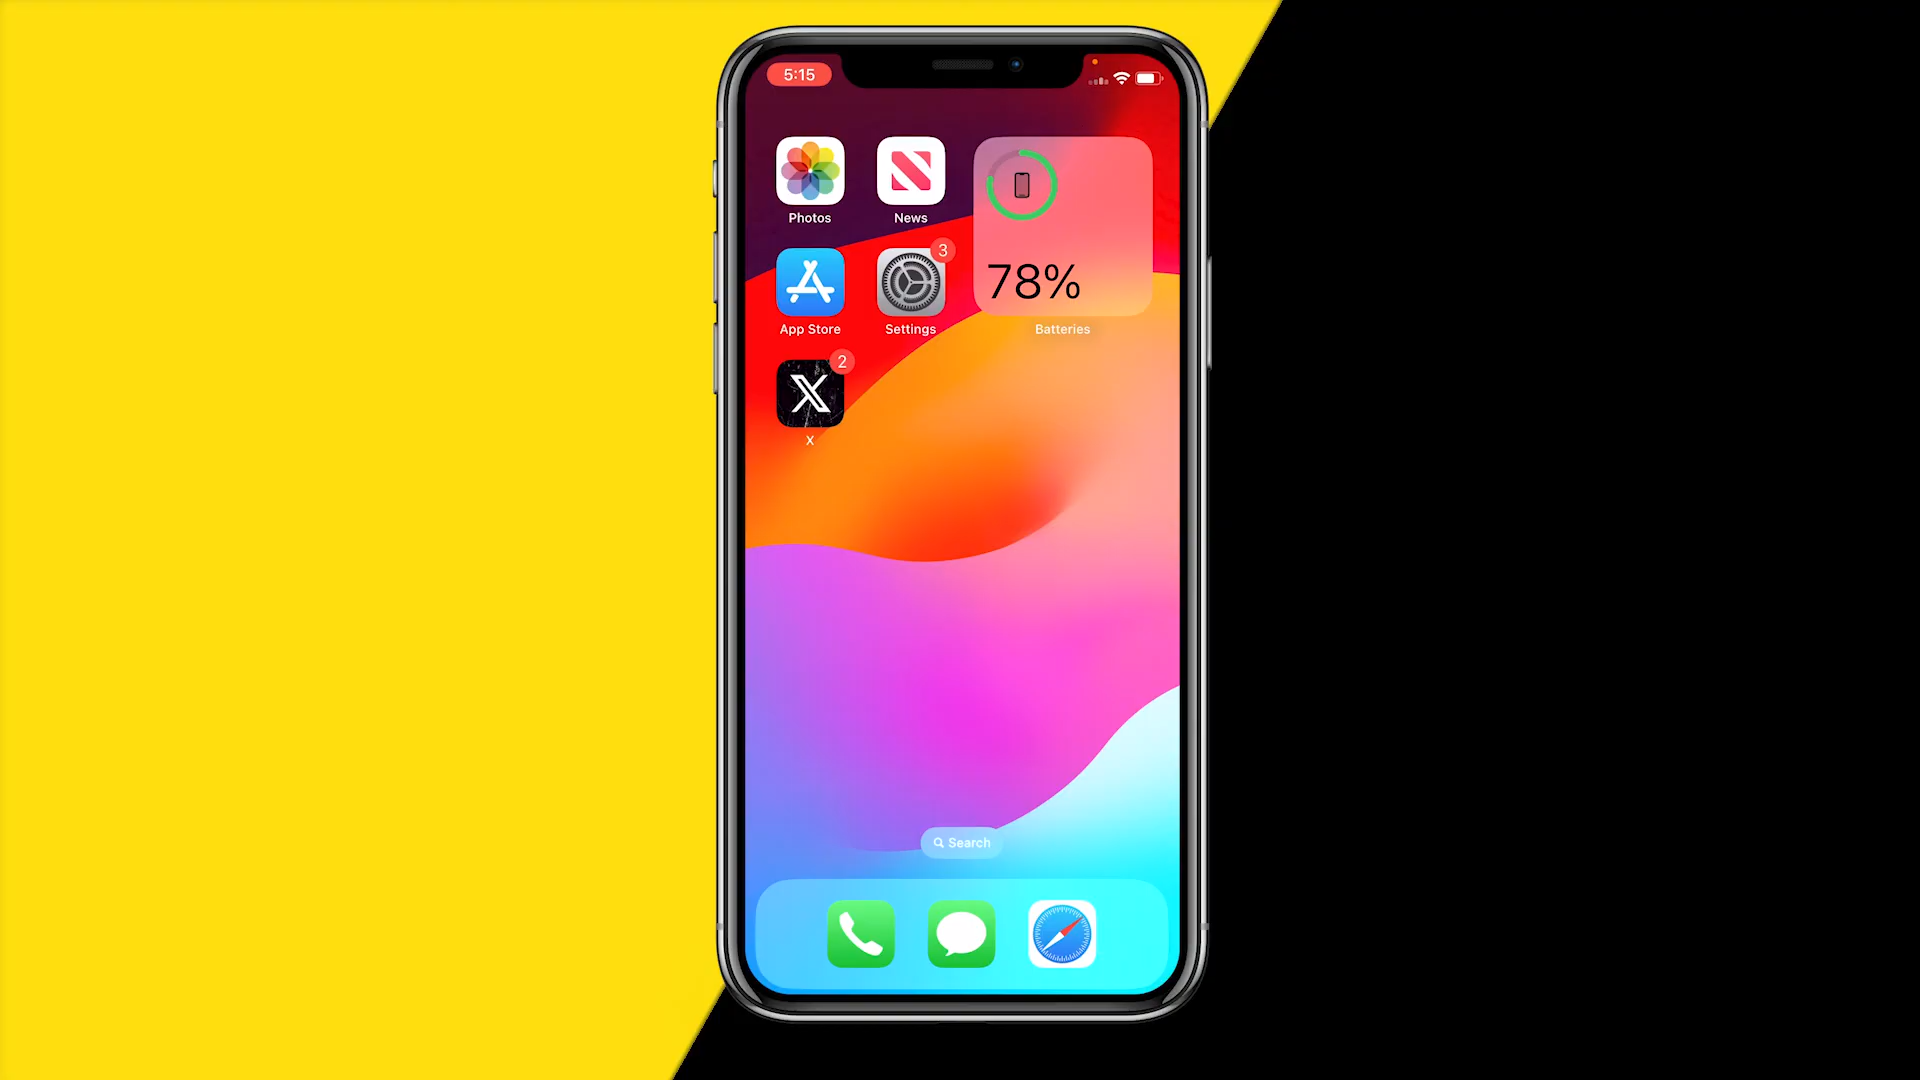 5:15
Photos
News
3
App Store
Settings
78%
Batteries
2
X
Search